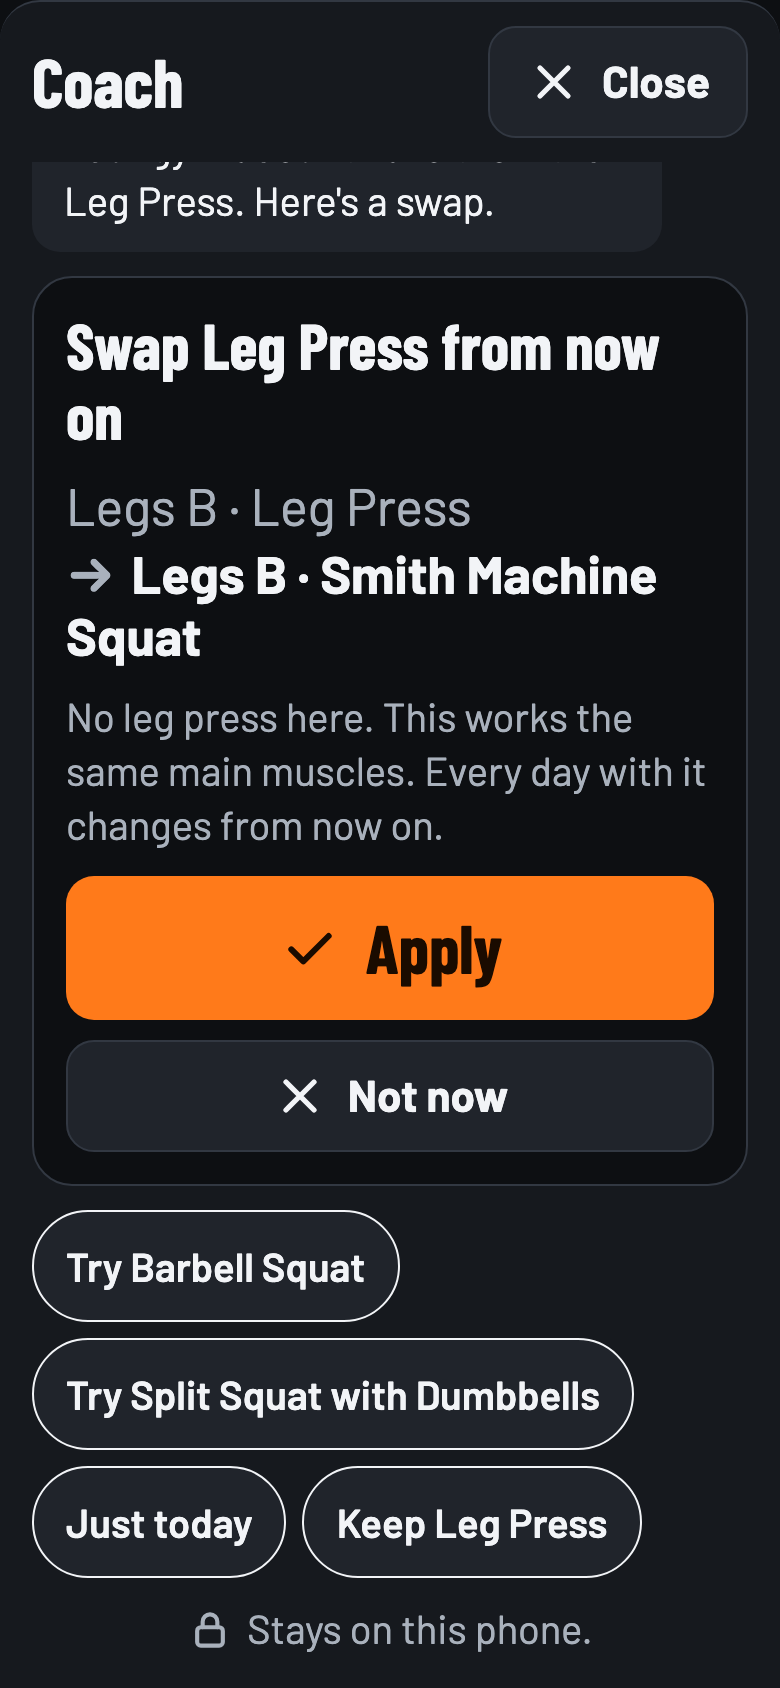 Coach
Close
Leg Press. Here's a swap.
Swap Leg Press from now
on
Legs B · Leg Press
→ Legs B · Smith Machine
Squat
No leg press here. This works the
same main muscles. Every day with it
changes from now on.
Apply
Not now
Try Barbell Squat
Try Split Squat with Dumbbells
Just today
Keep Leg Press
Stays on this phone.